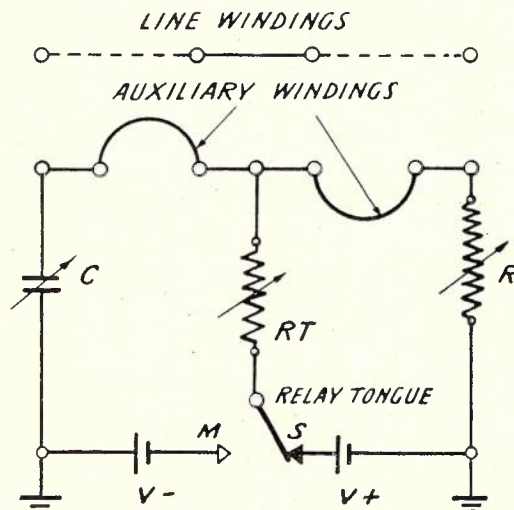 LINE WINDINGS
AUXILIARY WINDINGS
C
R
RT
RELAY TONGUE
M
S
V-
V+